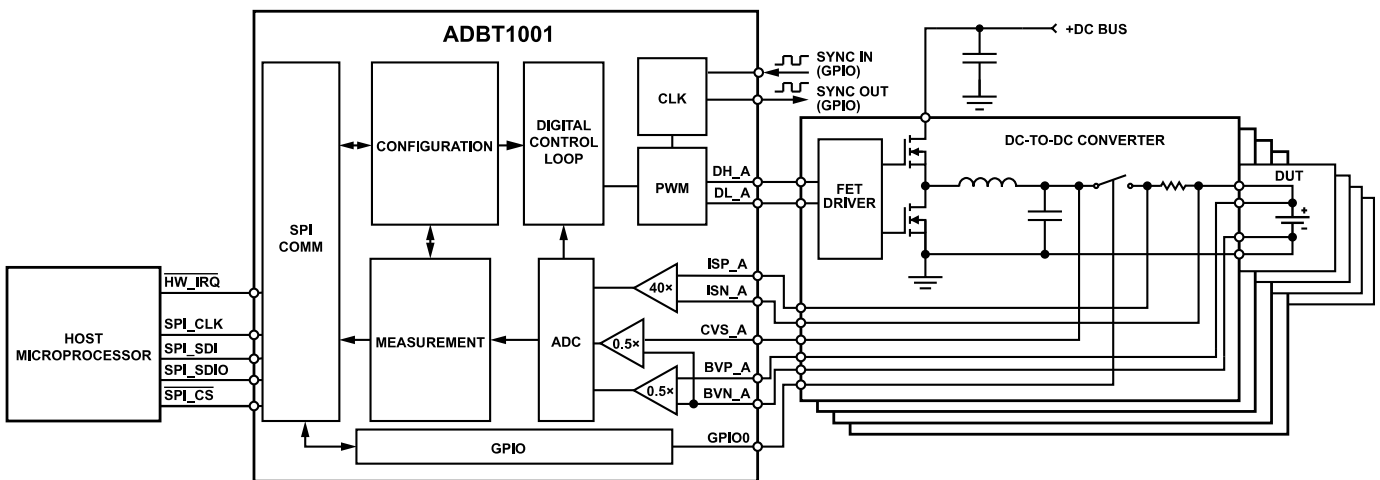 ADBT1001
+DC BUS
SYNC IN
(GPIO)
SYNC OUT
(GPIO)
CLK
CONFIGURATION
DIGITAL
CONTROL
LOOP
PWM
DH_A
DL_A
DC-TO-DC CONVERTER
FET
DRIVER
DUT
+
-
SPI
COMM
HOST
MICROPROCESSOR
HW_IRQ
SPI_CLK
SPI_SDI
SPI_SDIO
SPI_CS
MEASUREMENT
ADC
40×
0.5×
0.5×
ISP_A
ISN_A
CVS_A
BVP_A
BVN_A
GPIO
GPIO0